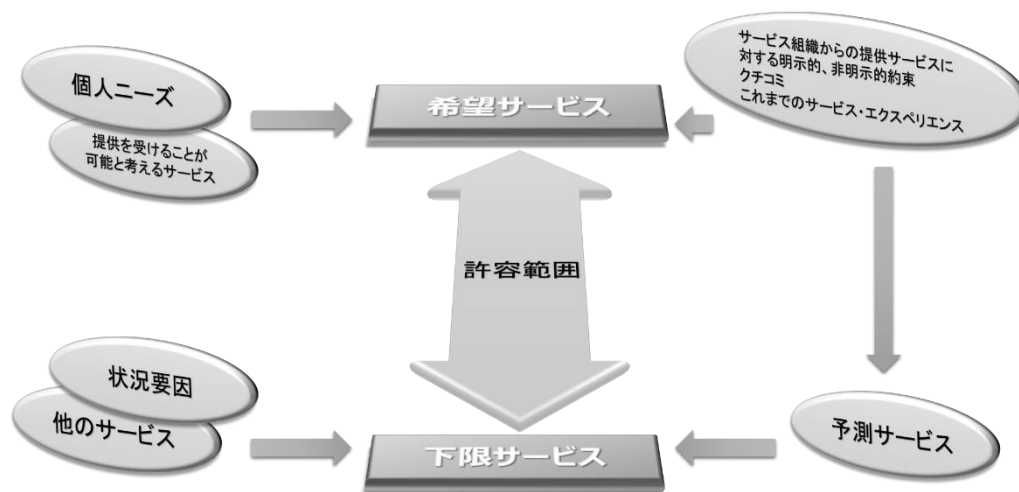 個人ニーズ
提供を受けることが
可能と考えるサービス
希望サービス
サービス組織からの提供サービスに
対する明示的、非明示的約束
クチコミ
これまでのサービス・エクスペリエンス
許容範囲
状況要因
他のサービス
下限サービス
予測サービス